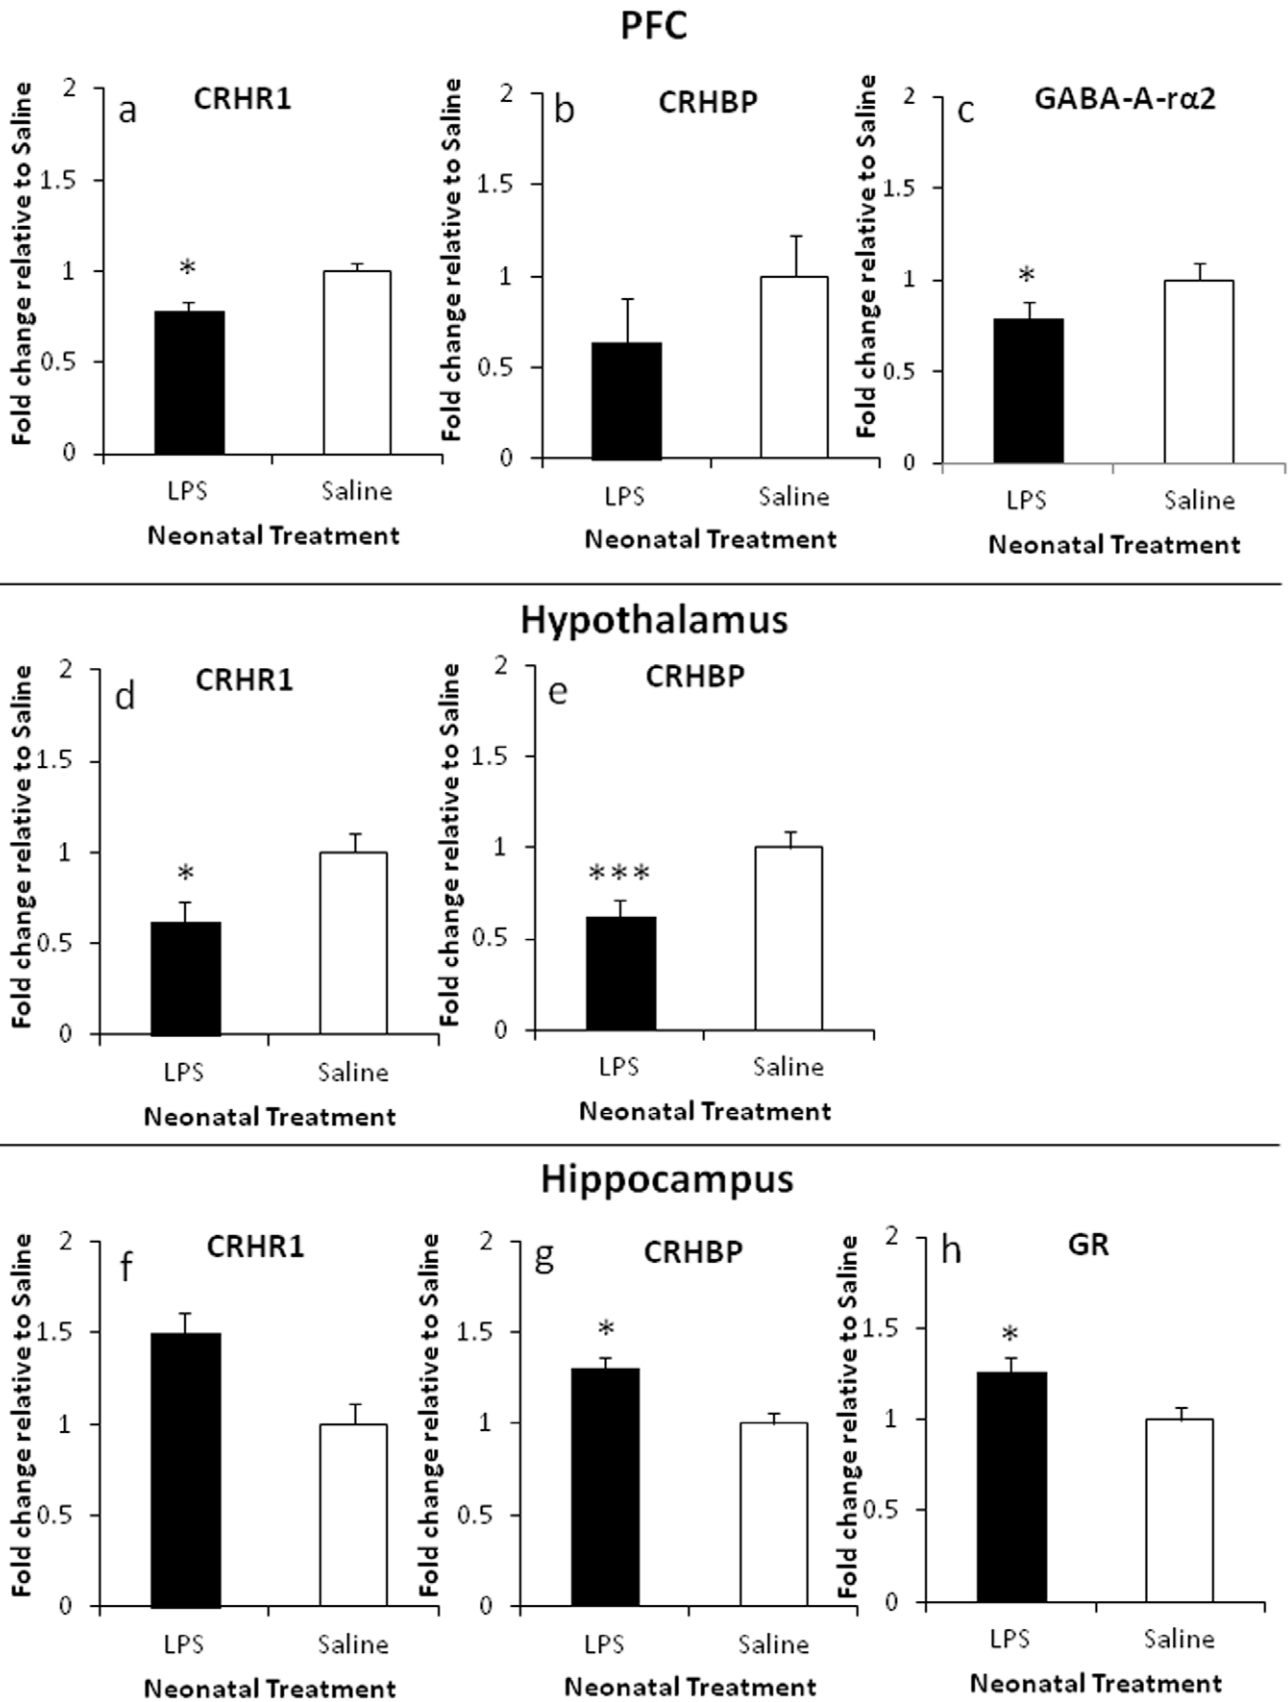 PFC
a CRHR1
Fold change relative to Saline
2
1.5
1
0.5
0
*
LPS Saline
Neonatal Treatment
b CRHBP
Fold change relative to Saline
2
1.5
1
0.5
0
LPS Saline
Neonatal Treatment
c GABA-A-rα2
Fold change relative to Saline
2
1.5
1
0.5
0
*
LPS Saline
Neonatal Treatment
Hypothalamus
d CRHR1
Fold change relative to Saline
2
1.5
1
0.5
0
*
LPS Saline
Neonatal Treatment
e CRHBP
Fold change relative to Saline
2
1.5
1
0.5
0
***
LPS Saline
Neonatal Treatment
Hippocampus
f CRHR1
Fold change relative to Saline
2
1.5
1
0.5
0
LPS Saline
Neonatal Treatment
g CRHBP
Fold change relative to Saline
2
1.5
1
0.5
0
*
LPS Saline
Neonatal Treatment
h GR
Fold change relative to Saline
2
1.5
1
0.5
0
*
LPS Saline
Neonatal Treatment